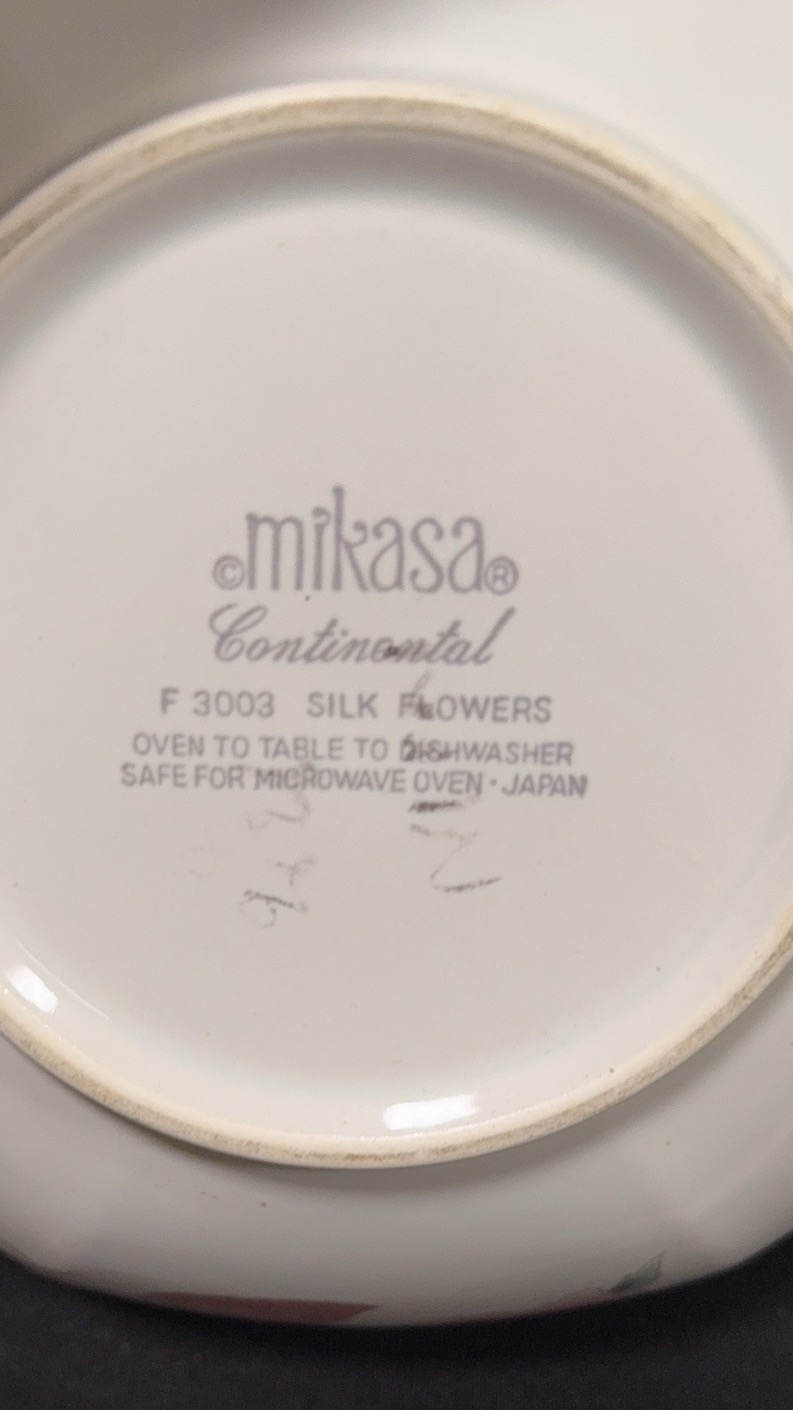 ©mikasa®
Continental
F 3003 SILK FLOWERS
OVEN TO TABLE TO DISHWASHER
SAFE FOR MICROWAVE OVEN · JAPAN